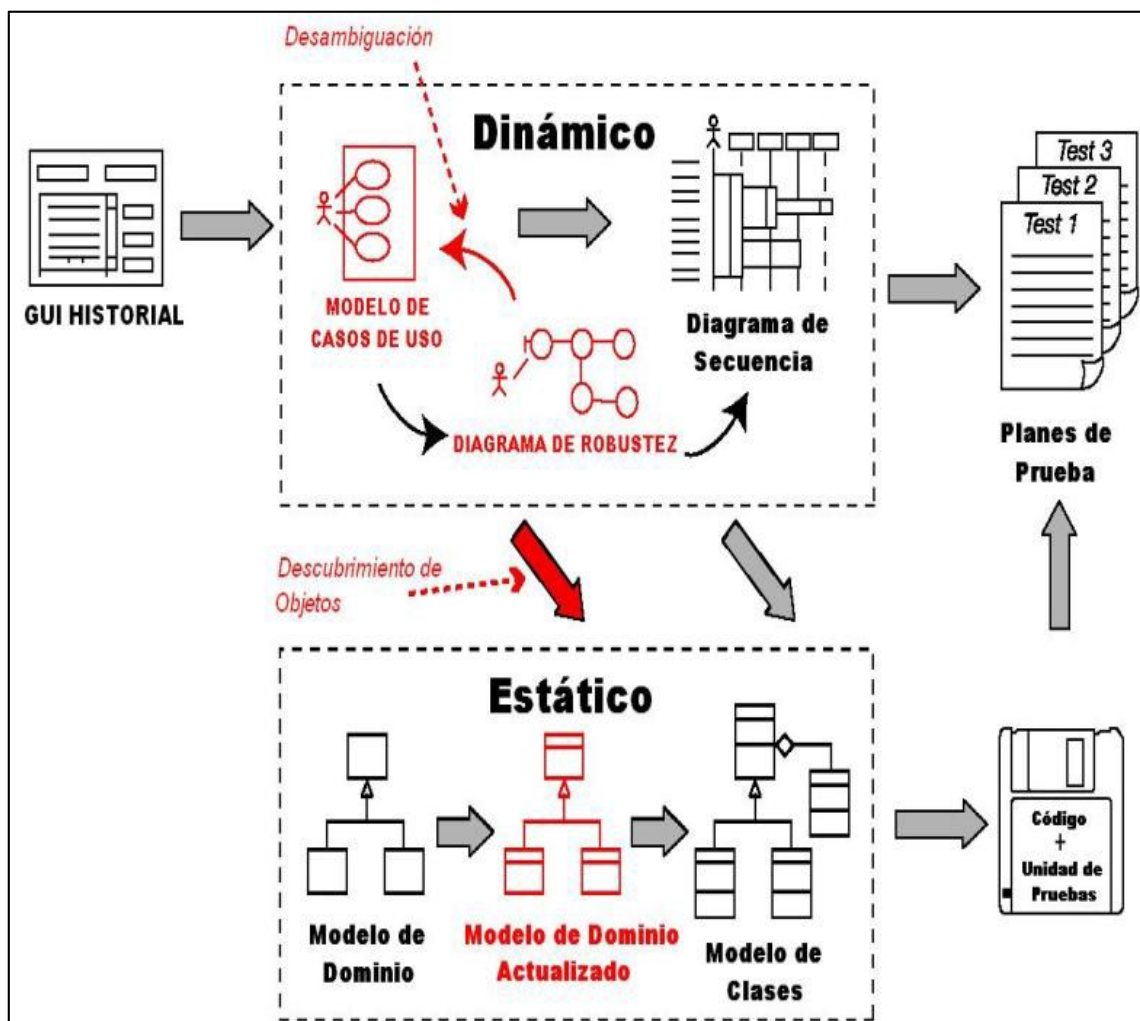 Desambiguación
Dinámico
GUI HISTORIAL
MODELO DE
CASOS DE USO
DIAGRAMA DE ROBUSTEZ
Diagrama de
Secuencia
Test 3
Test 2
Test 1
Planes de
Prueba
Descubrimiento de
Objetos
Estático
Modelo de
Dominio
Modelo de Dominio
Actualizado
Modelo de
Clases
Código
+
Unidad de
Pruebas